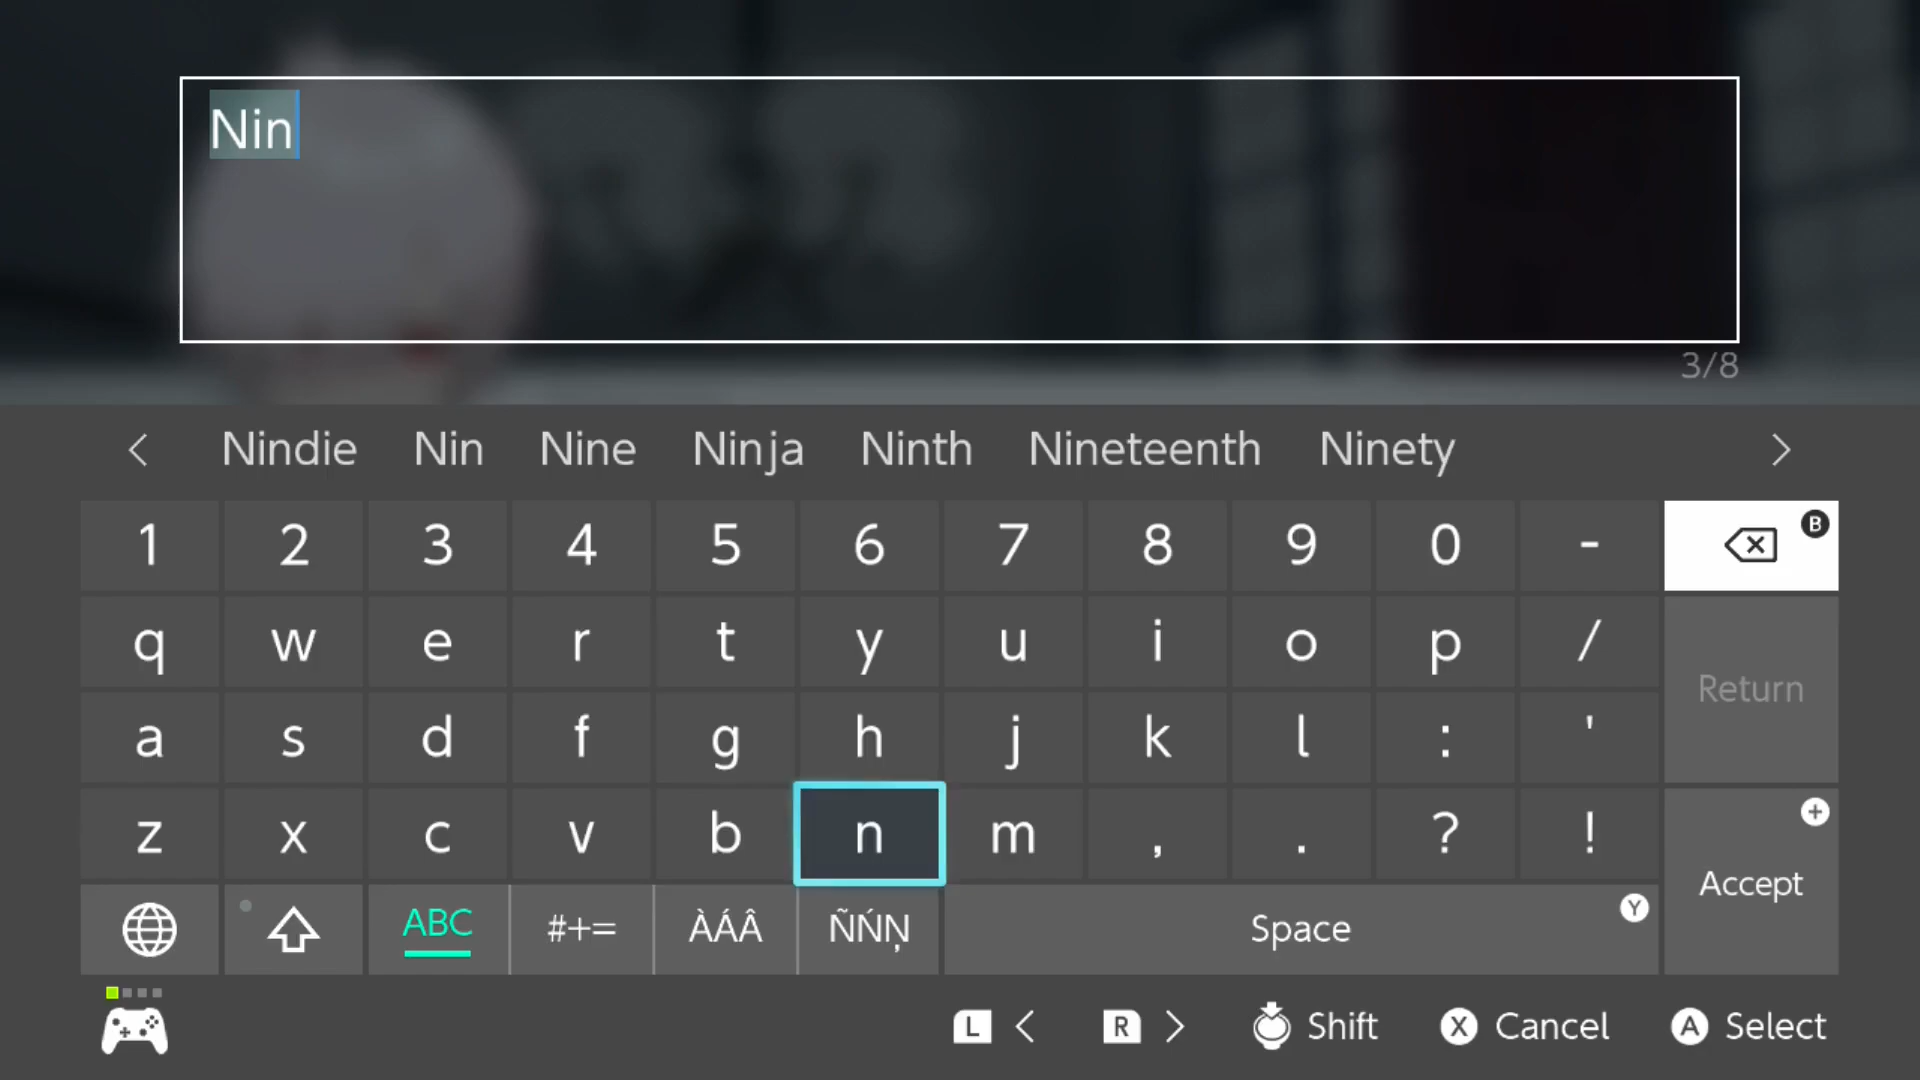 Nin
3/8
< Nindie Nin Nine Ninja Ninth Nineteenth Ninety >
1 2 3 4 5 6 7 8 9 0 - B
q w e r t y u i o p / Return
a s d f g h j k l : '
z x c v b n m , . ? ! + Accept
ABC #+= ÀÁÂ ÑŃŅ Space Y
L < R > Shift X Cancel A Select